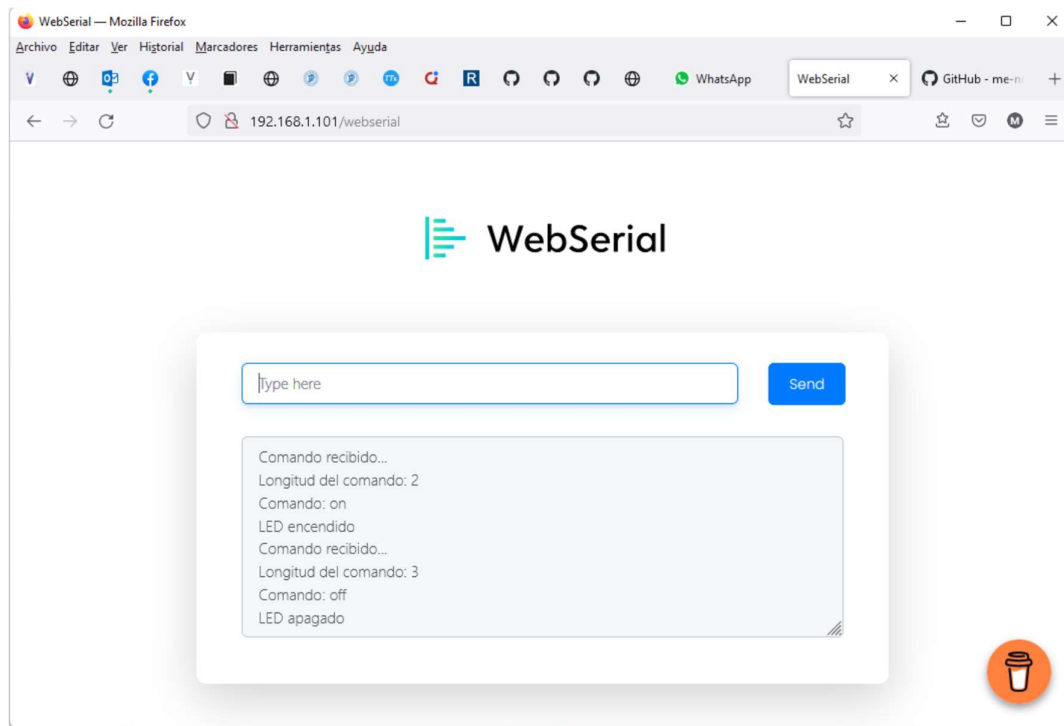 WebSerial — Mozilla Firefox
Archivo Editar Ver Historial Marcadores Herramientas Ayuda
WhatsApp
WebSerial
GitHub - me-n
192.168.1.101/webserial
WebSerial
Type here
Send
Comando recibido...
Longitud del comando: 2
Comando: on
LED encendido
Comando recibido...
Longitud del comando: 3
Comando: off
LED apagado